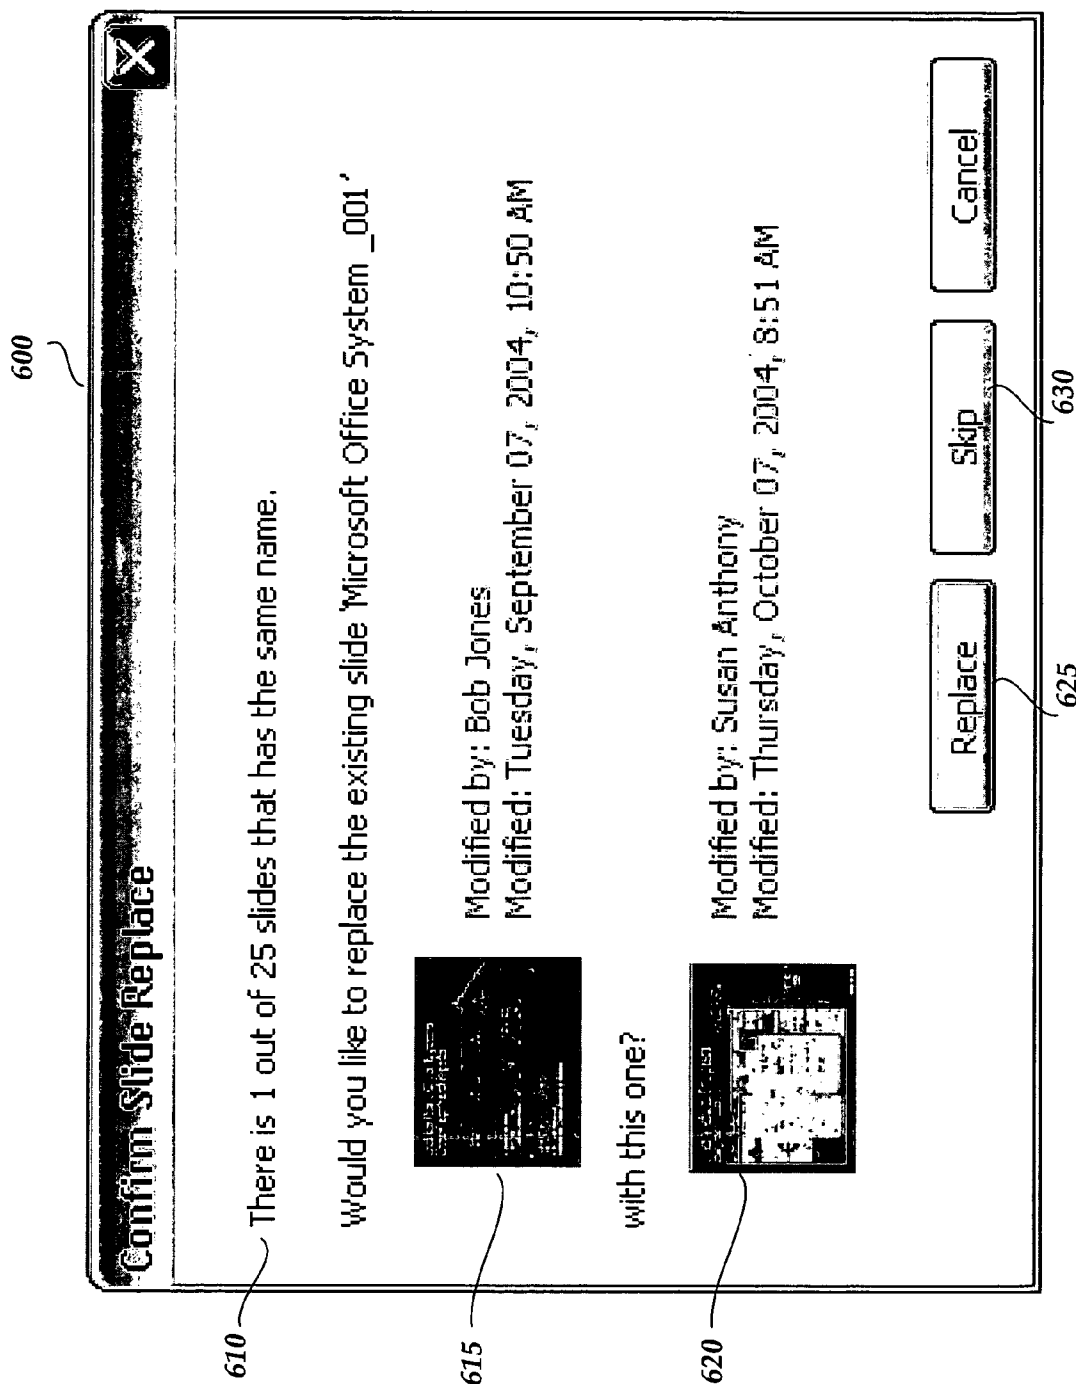 600
Confirm Slide Replace
610
There is 1 out of 25 slides that has the same name.
Would you like to replace the existing slide 'Microsoft Office System _001'
615
Modified by: Bob Jones
Modified: Tuesday, September 07, 2004, 10:50 AM
with this one?
620
Modified by: Susan Anthony
Modified: Thursday, October 07, 2004, 8:51 AM
Replace
Skip
Cancel
625
630